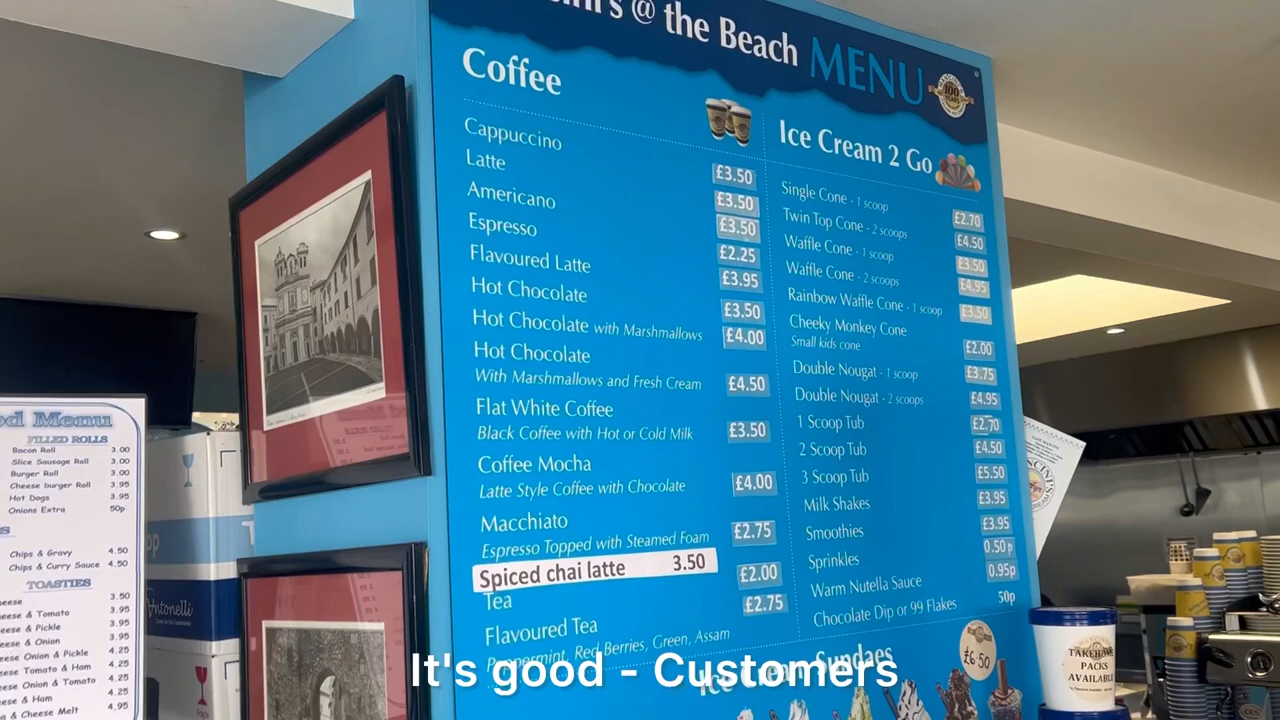 @ the Beach MENU
100 YEARS
Coffee
Cappuccino £3.50
Latte £3.50
Americano £3.50
Espresso £2.25
Flavoured Latte £3.95
Hot Chocolate £3.50
Hot Chocolate with Marshmallows £4.00
Hot Chocolate
With Marshmallows and Fresh Cream £4.50
Flat White Coffee
Black Coffee with Hot or Cold Milk £3.50
Coffee Mocha
Latte Style Coffee with Chocolate £4.00
Macchiato
Espresso Topped with Steamed Foam £2.75
Spiced chai latte 3.50
Tea £2.00
Flavoured Tea £2.75
Peppermint, Red Berries, Green, Assam
Ice Cream 2 Go
Single Cone - 1 scoop £2.70
Twin Top Cone - 2 scoops £4.50
Waffle Cone - 1 scoop £3.50
Waffle Cone - 2 scoops £4.95
Rainbow Waffle Cone - 1 scoop £3.50
Cheeky Monkey Cone
Small kids cone £2.00
Double Nougat - 1 scoop £3.75
Double Nougat - 2 scoops £4.95
1 Scoop Tub £2.70
2 Scoop Tub £4.50
3 Scoop Tub £5.50
Milk Shakes £3.95
Smoothies £3.95
Sprinkles 0.50p
Warm Nutella Sauce 0.95p
Chocolate Dip or 99 Flakes 50p
Ice Cream Sundaes
£6.50
Menu
FILLED ROLLS
Bacon Roll 3.00
Slice Sausage Roll 3.00
Burger Roll 3.00
Cheese burger Roll 3.95
Hot Dogs 3.95
Onions Extra 50p
Chips & Gravy 4.50
Chips & Curry Sauce 4.50
TOASTIES
3.50
& Tomato 3.95
& Pickle 3.95
& Onion 3.95
Onion & Pickle 4.25
Tomato & Ham 4.25
Onion & Tomato 4.25
& Ham 4.25
& Cheese Melt 4.95
Antonelli
TAKEHOME
PACKS
AVAILABLE
It's good - Customers